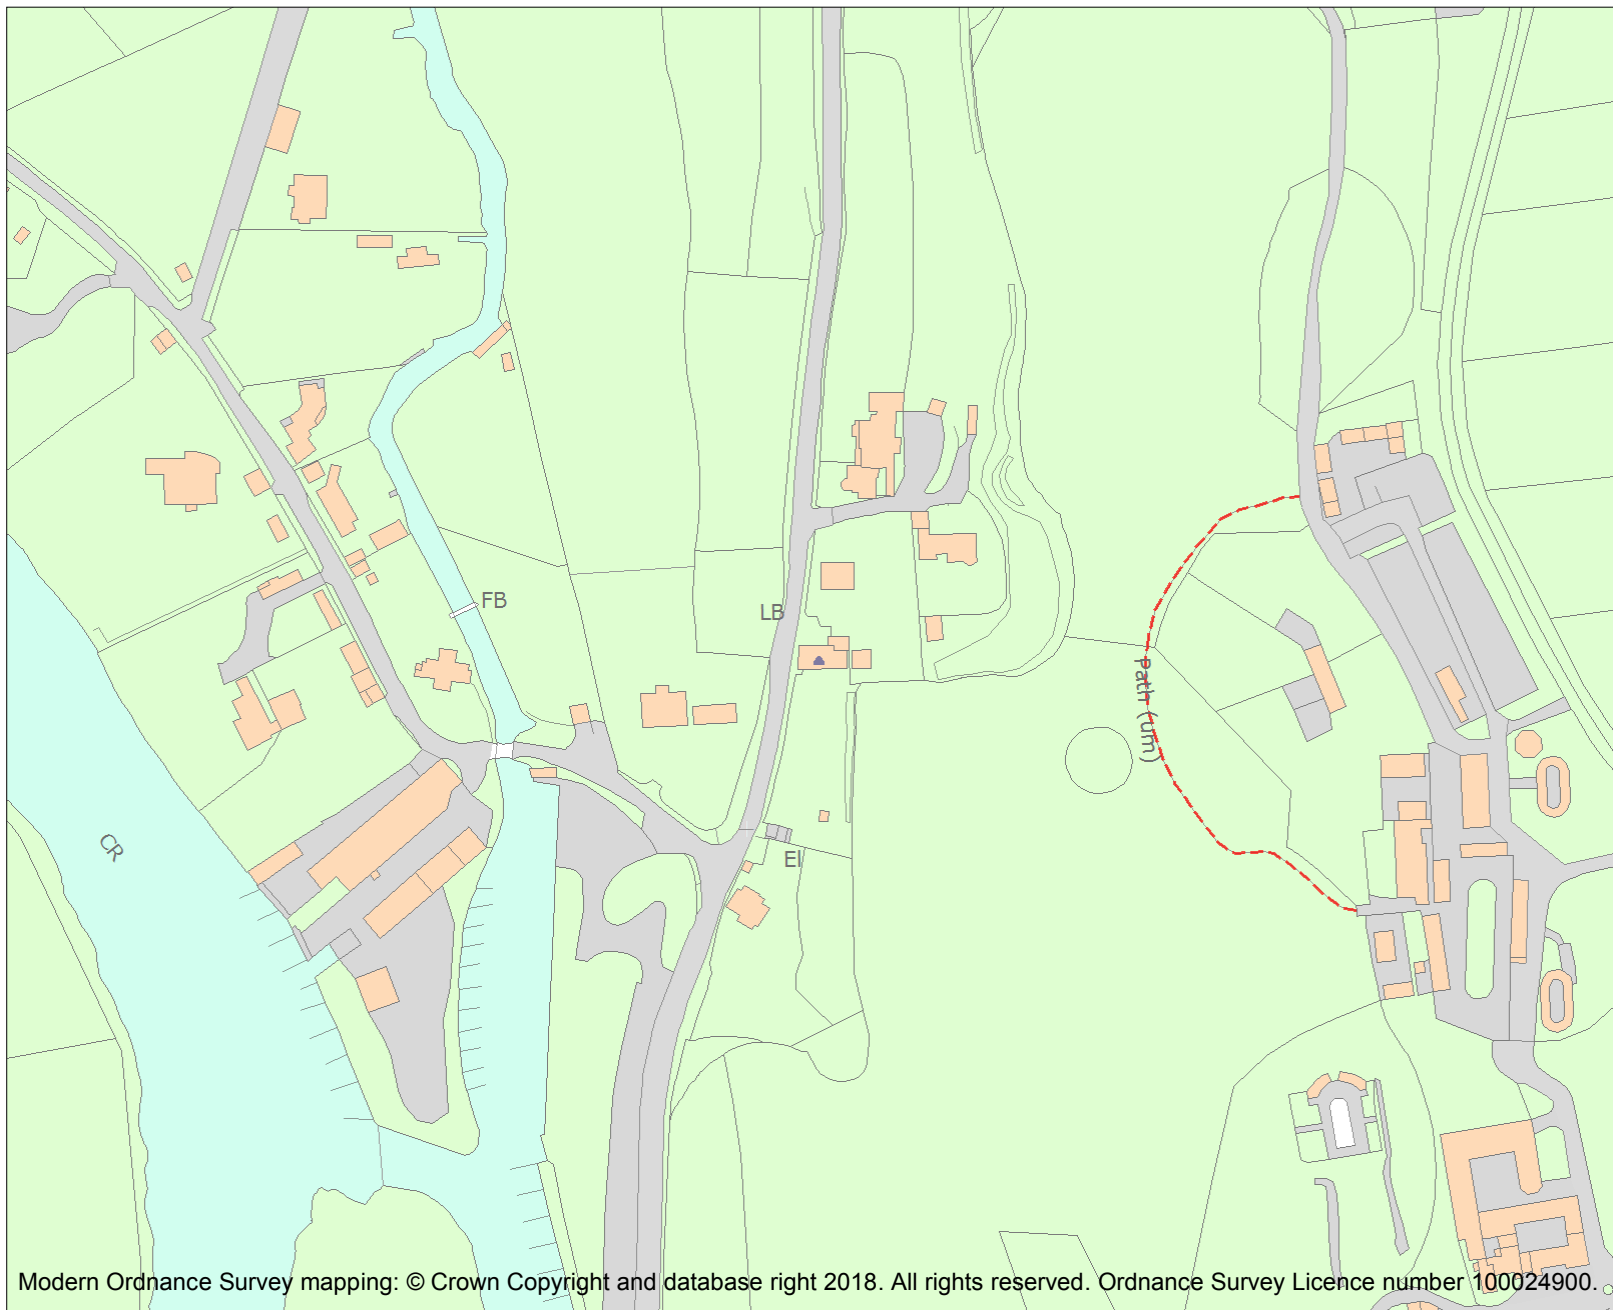 FB
LB
Path (um)
CR
El
Modern Ordnance Survey mapping: © Crown Copyright and database right 2018. All rights reserved. Ordnance Survey Licence number 100024900.